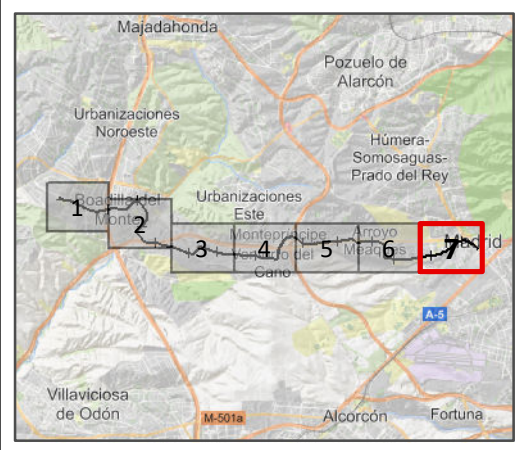 Majadahonda
Pozuelo de
Alarcón
Urbanizaciones
Noroeste
Húmera-
Somosaguas-
Prado del Rey
Boadilla del
Monte
Urbanizaciones
Este
Monteprincipe
Ventorro del
Cano
Arroyo
Meaques
Madrid
1
2
3
4
5
6
7
A-5
Villaviciosa
de Odón
M-501a
Alcorcón
Fortuna